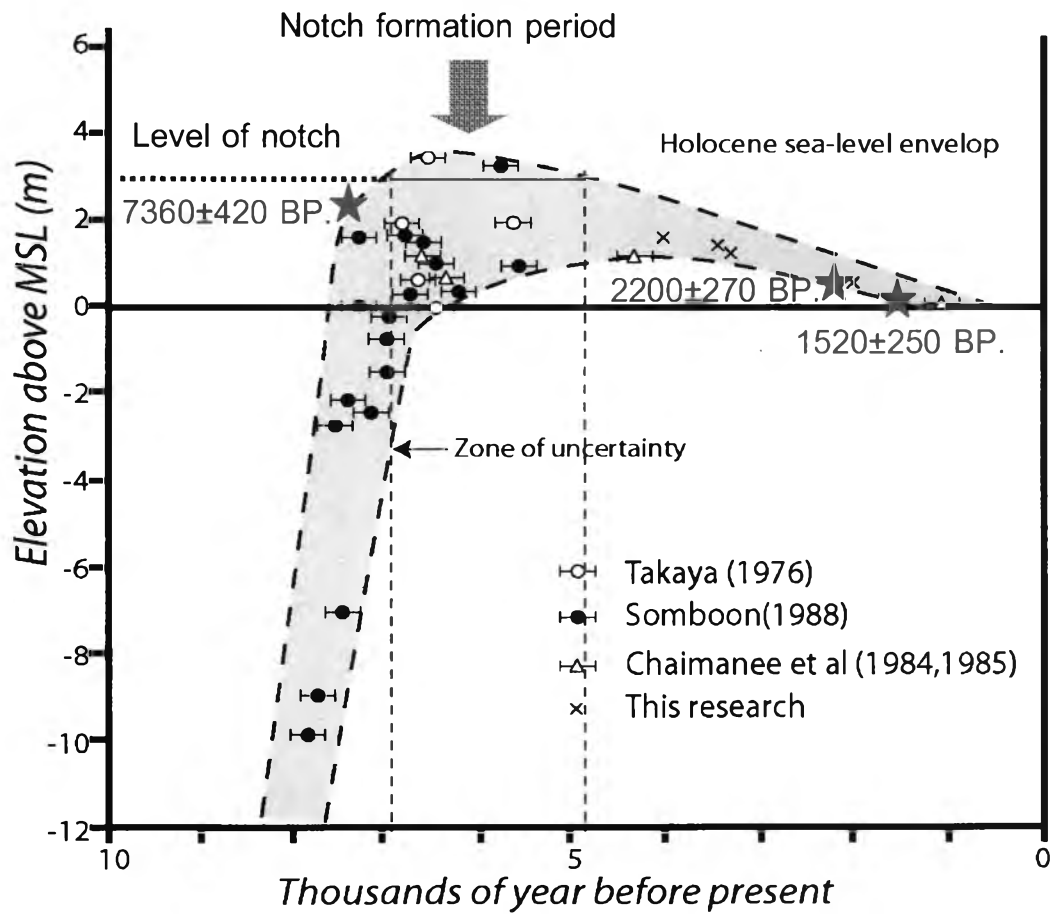 Notch formation period
6
4
2
0
-2
-4
-6
-8
-10
-12
Elevation above MSL (m)
Level of notch
Holocene sea-level envelop
7360±420 BP.
2200±270 BP.
1520±250 BP.
Zone of uncertainty
Takaya (1976)
Somboon(1988)
Chaimanee et al (1984,1985)
This research
10
5
0
Thousands of year before present